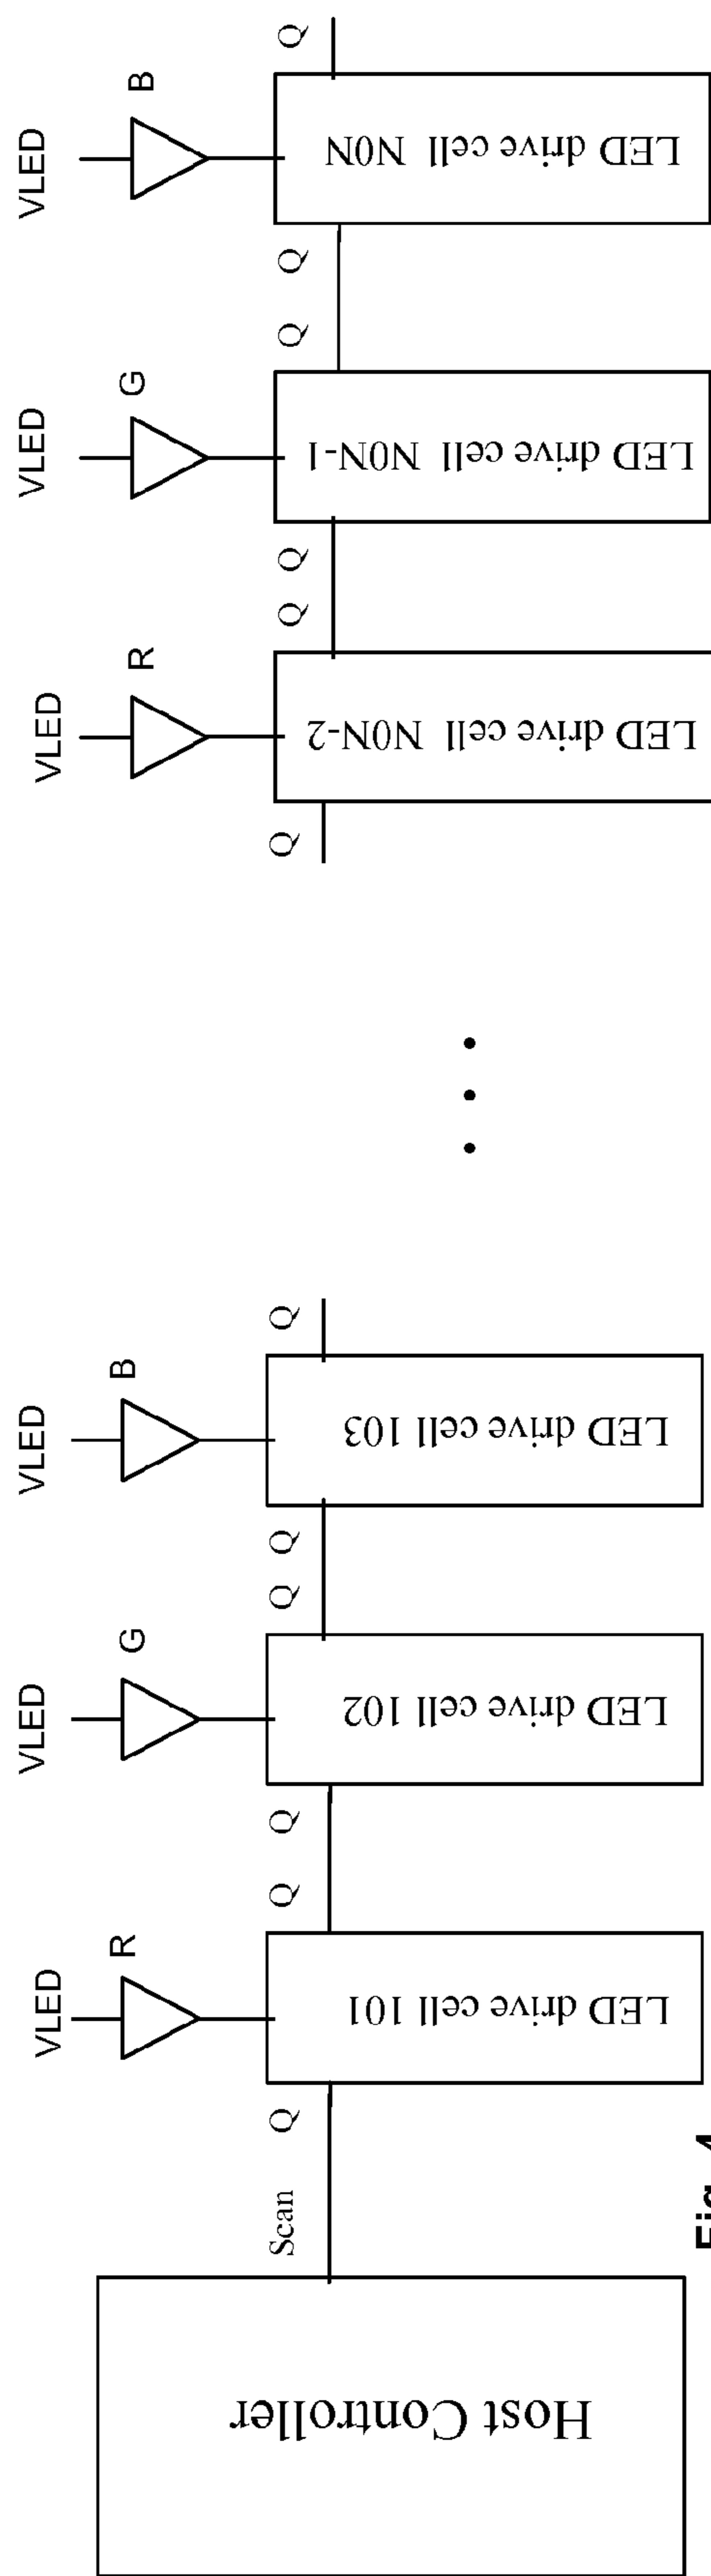 VLED
VLED
VLED
VLED
VLED
VLED
R
G
B
R
G
B
Scan
Q
Q
Q
Q
Q
Q
Q
Q
Q
Q
Q
Q
Host Controller
LED drive cell 101
LED drive cell 102
LED drive cell 103
LED drive cell N0N-2
LED drive cell N0N-1
LED drive cell N0N